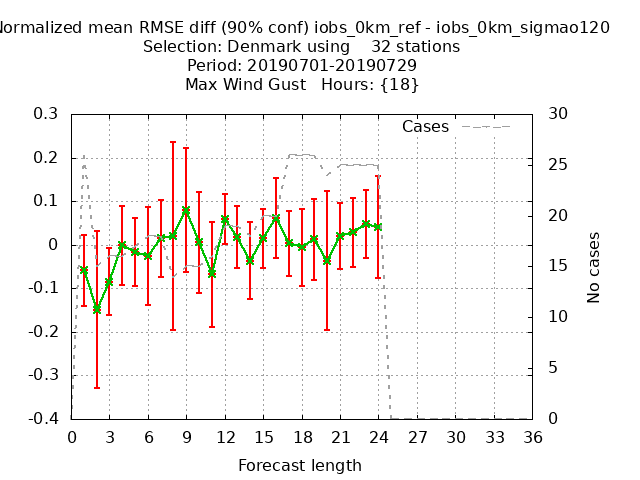 Normalized mean RMSE diff (90% conf) iobs_0km_ref - iobs_0km_sigmao120
Selection: Denmark using 32 stations
Period: 20190701-20190729
Max Wind Gust Hours: {18}
Cases
0.3
0.2
0.1
0
-0.1
-0.2
-0.3
-0.4
30
25
20
15
10
5
0
No cases
0 3 6 9 12 15 18 21 24 27 30 33 36
Forecast length